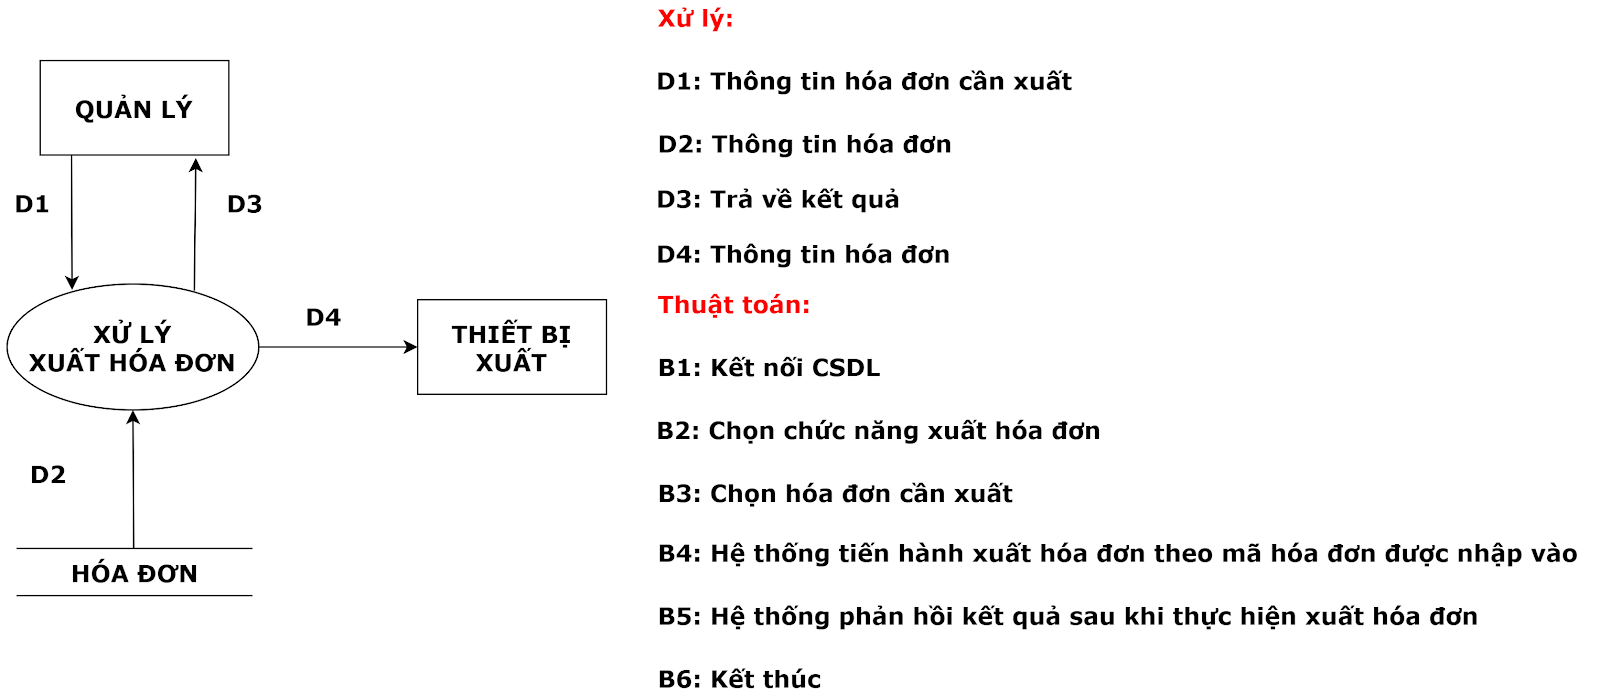 QUẢN LÝ
D1
D3
XỬ LÝ
XUẤT HÓA ĐƠN
D4
THIẾT BỊ
XUẤT
D2
HÓA ĐƠN
Xử lý:
D1: Thông tin hóa đơn cần xuất
D2: Thông tin hóa đơn
D3: Trả về kết quả
D4: Thông tin hóa đơn
Thuật toán:
B1: Kết nối CSDL
B2: Chọn chức năng xuất hóa đơn
B3: Chọn hóa đơn cần xuất
B4: Hệ thống tiến hành xuất hóa đơn theo mã hóa đơn được nhập vào
B5: Hệ thống phản hồi kết quả sau khi thực hiện xuất hóa đơn
B6: Kết thúc